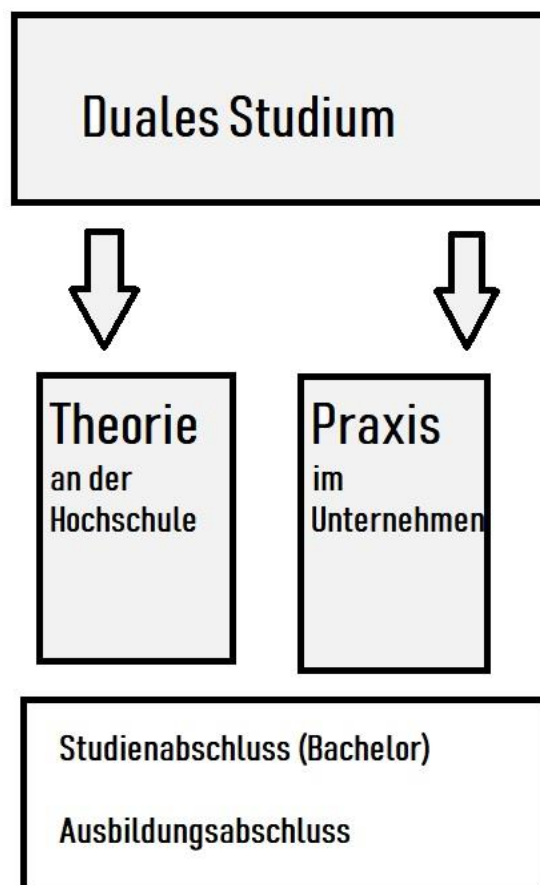 Duales Studium
Theorie
an der
Hochschule
Praxis
im
Unternehmen
Studienabschluss (Bachelor)
Ausbildungsabschluss